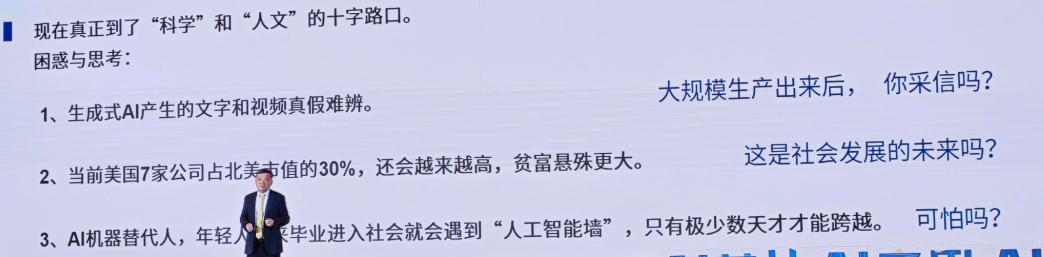 现在真正到了“科学”和“人文”的十字路口。
困惑与思考：
1、生成式AI产生的文字和视频真假难辨。 大规模生产出来后， 你采信吗？
2、当前美国7家公司占北美市值的30%，还会越来越高，贫富悬殊更大。 这是社会发展的未来吗？
3、AI机器替代人，年轻人 来毕业进入社会就会遇到“人工智能墙”，只有极少数天才才能跨越。 可怕吗？